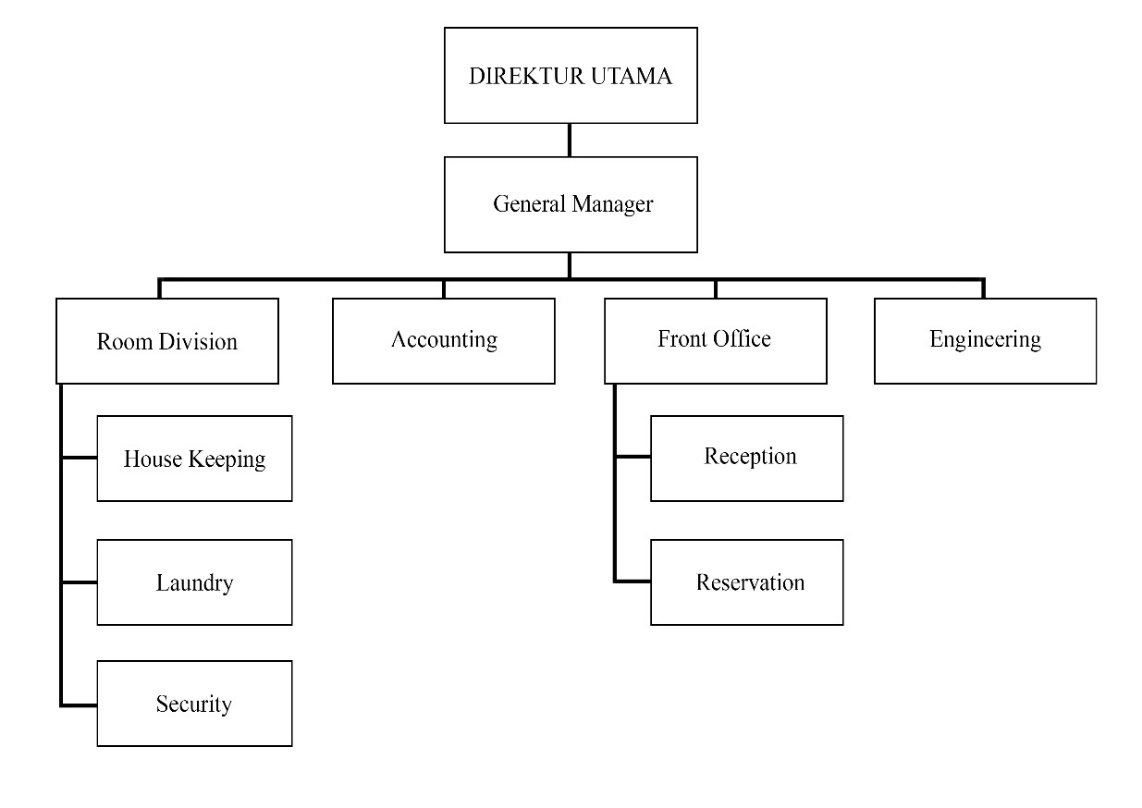 DIREKTUR UTAMA
General Manager
Room Division
Accounting
Front Office
Engineering
House Keeping
Reception
Laundry
Reservation
Security